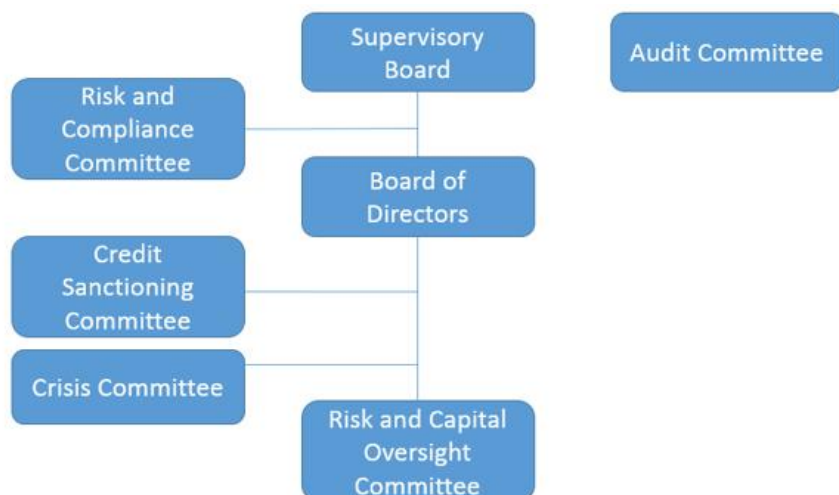 Supervisory
Board
Audit Committee
Risk and
Compliance
Committee
Board of
Directors
Credit
Sanctioning
Committee
Crisis Committee
Risk and Capital
Oversight
Committee